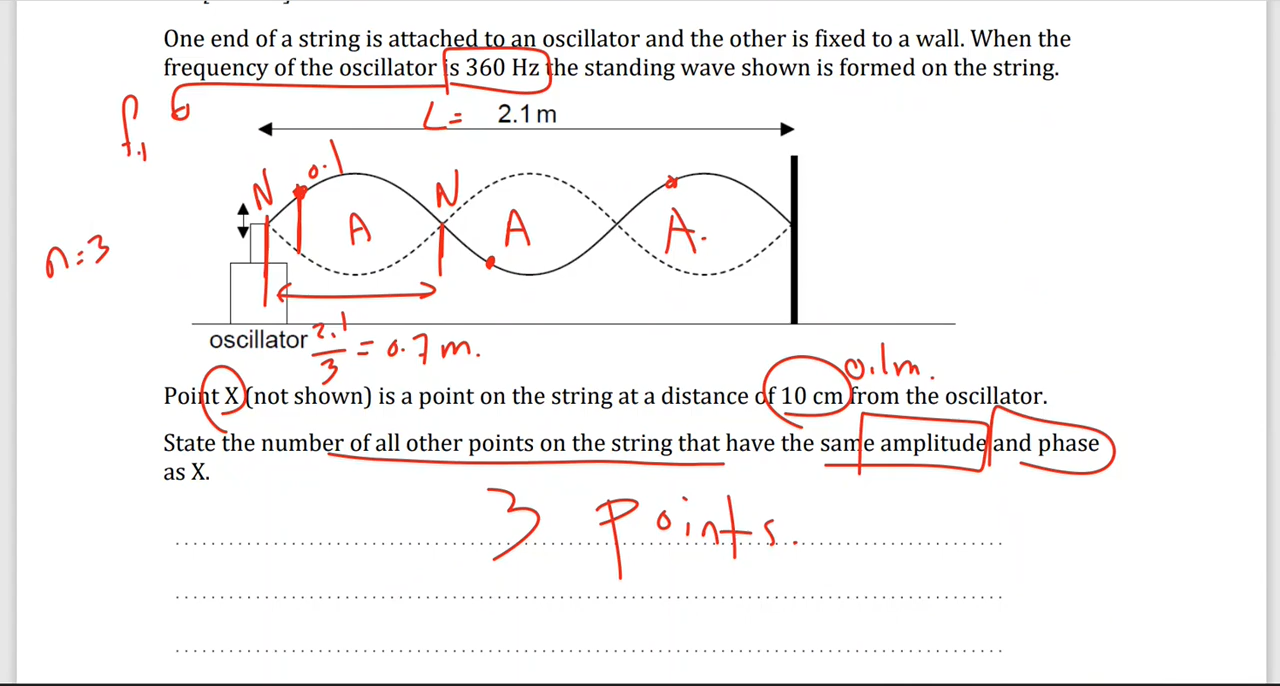 One end of a string is attached to an oscillator and the other is fixed to a wall. When the
frequency of the oscillator is 360 Hz the standing wave shown is formed on the string.
f.1
L = 2.1 m
0.1
N N
A A A.
n=3
oscillator
2.1/3 = 0.7 m.
0.1m.
Point X (not shown) is a point on the string at a distance of 10 cm from the oscillator.
State the number of all other points on the string that have the same amplitude and phase
as X.
3 Points.